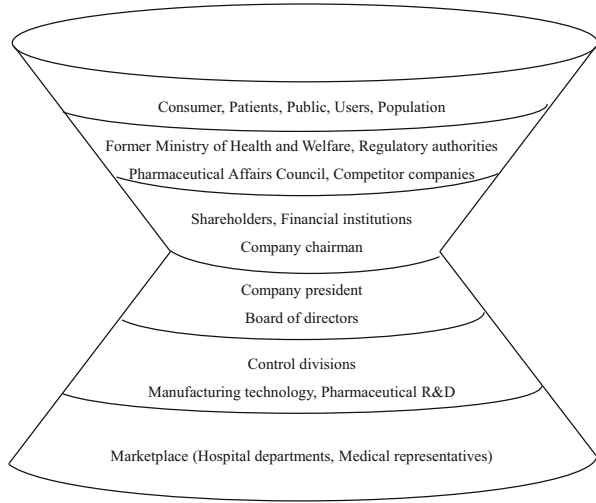 Consumer, Patients, Public, Users, Population
Former Ministry of Health and Welfare, Regulatory authorities
Pharmaceutical Affairs Council, Competitor companies
Shareholders, Financial institutions
Company chairman
Company president
Board of directors
Control divisions
Manufacturing technology, Pharmaceutical R&D
Marketplace (Hospital departments, Medical representatives)